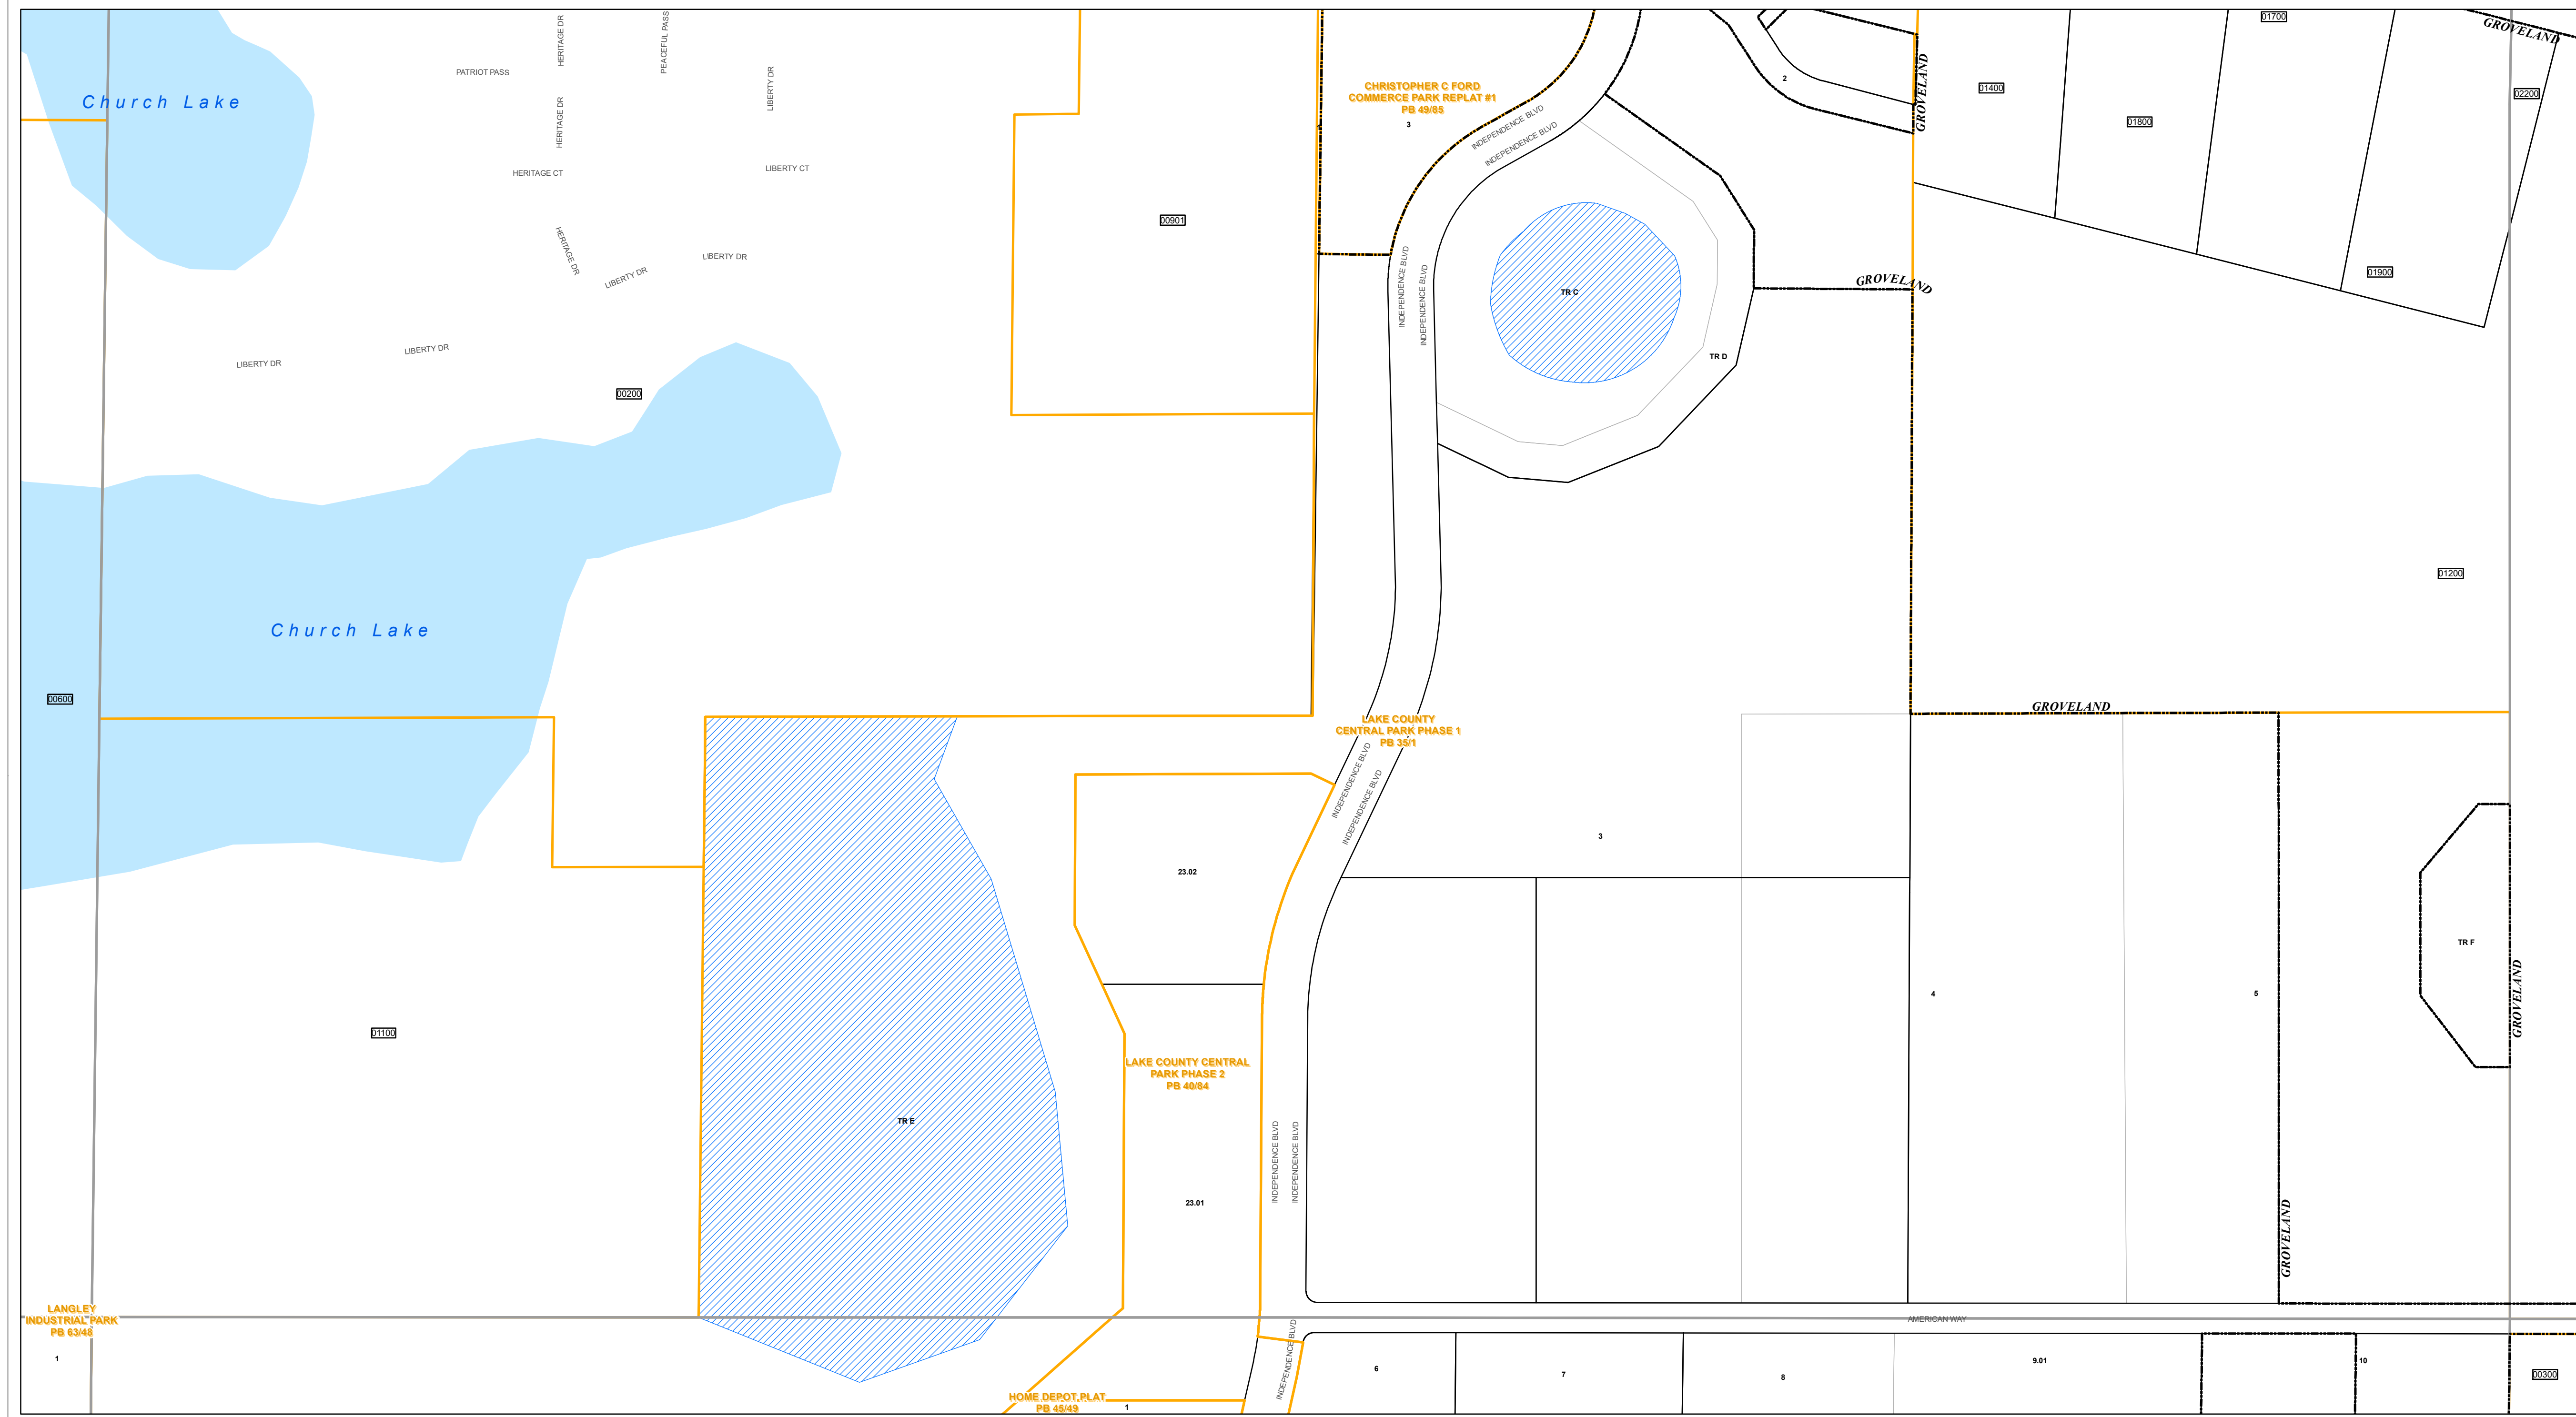 01700
GROVELAND
HERITAGE DR
PEACEFUL PASS
PATRIOT PASS
LIBERTY DR
Church Lake
CHRISTOPHER C FORD
COMMERCE PARK REPLAT #1
PB 49/85
3
2
GROVELAND
01400
02200
01800
HERITAGE DR
INDEPENDENCE BLVD
INDEPENDENCE BLVD
HERITAGE CT
LIBERTY CT
00901
HERITAGE DR
LIBERTY DR
LIBERTY DR
INDEPENDENCE BLVD
INDEPENDENCE BLVD
TR C
GROVELAND
01900
LIBERTY DR
LIBERTY DR
TR D
00200
01200
Church Lake
00600
GROVELAND
LAKE COUNTY
CENTRAL PARK PHASE 1
PB 35/1
INDEPENDENCE BLVD
INDEPENDENCE BLVD
3
23.02
TR F
GROVELAND
4
5
01100
LAKE COUNTY CENTRAL
PARK PHASE 2
PB 40/84
TR E
INDEPENDENCE BLVD
INDEPENDENCE BLVD
23.01
GROVELAND
LANGLEY
INDUSTRIAL PARK
PB 63/48
1
AMERICAN WAY
INDEPENDENCE BLVD
6
7
8
9.01
10
00300
HOME DEPOT PLAT
PB 45/49
1